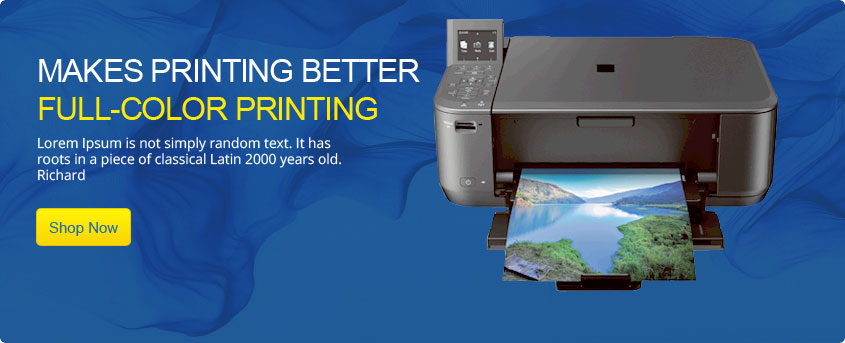 MAKES PRINTING BETTER
FULL-COLOR PRINTING
Lorem Ipsum is not simply random text. It has
roots in a piece of classical Latin 2000 years old.
Richard
Shop Now